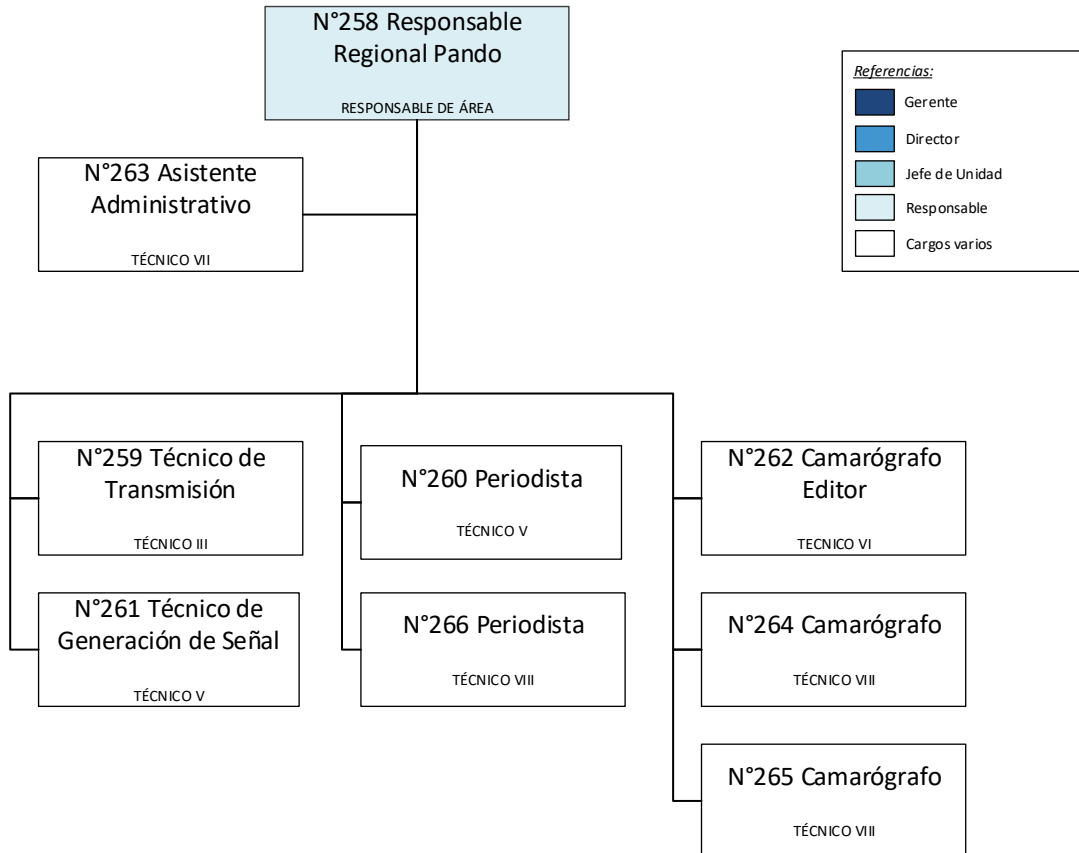 N°258 Responsable
Regional Pando
RESPONSABLE DE ÁREA
Referencias:
Gerente
Director
Jefe de Unidad
Responsable
Cargos varios
N°263 Asistente
Administrativo
TÉCNICO VII
N°259 Técnico de
Transmisión
TÉCNICO III
N°260 Periodista
TÉCNICO V
N°262 Camarógrafo
Editor
TECNICO VI
N°261 Técnico de
Generación de Señal
TÉCNICO V
N°266 Periodista
TÉCNICO VIII
N°264 Camarógrafo
TÉCNICO VIII
N°265 Camarógrafo
TÉCNICO VIII